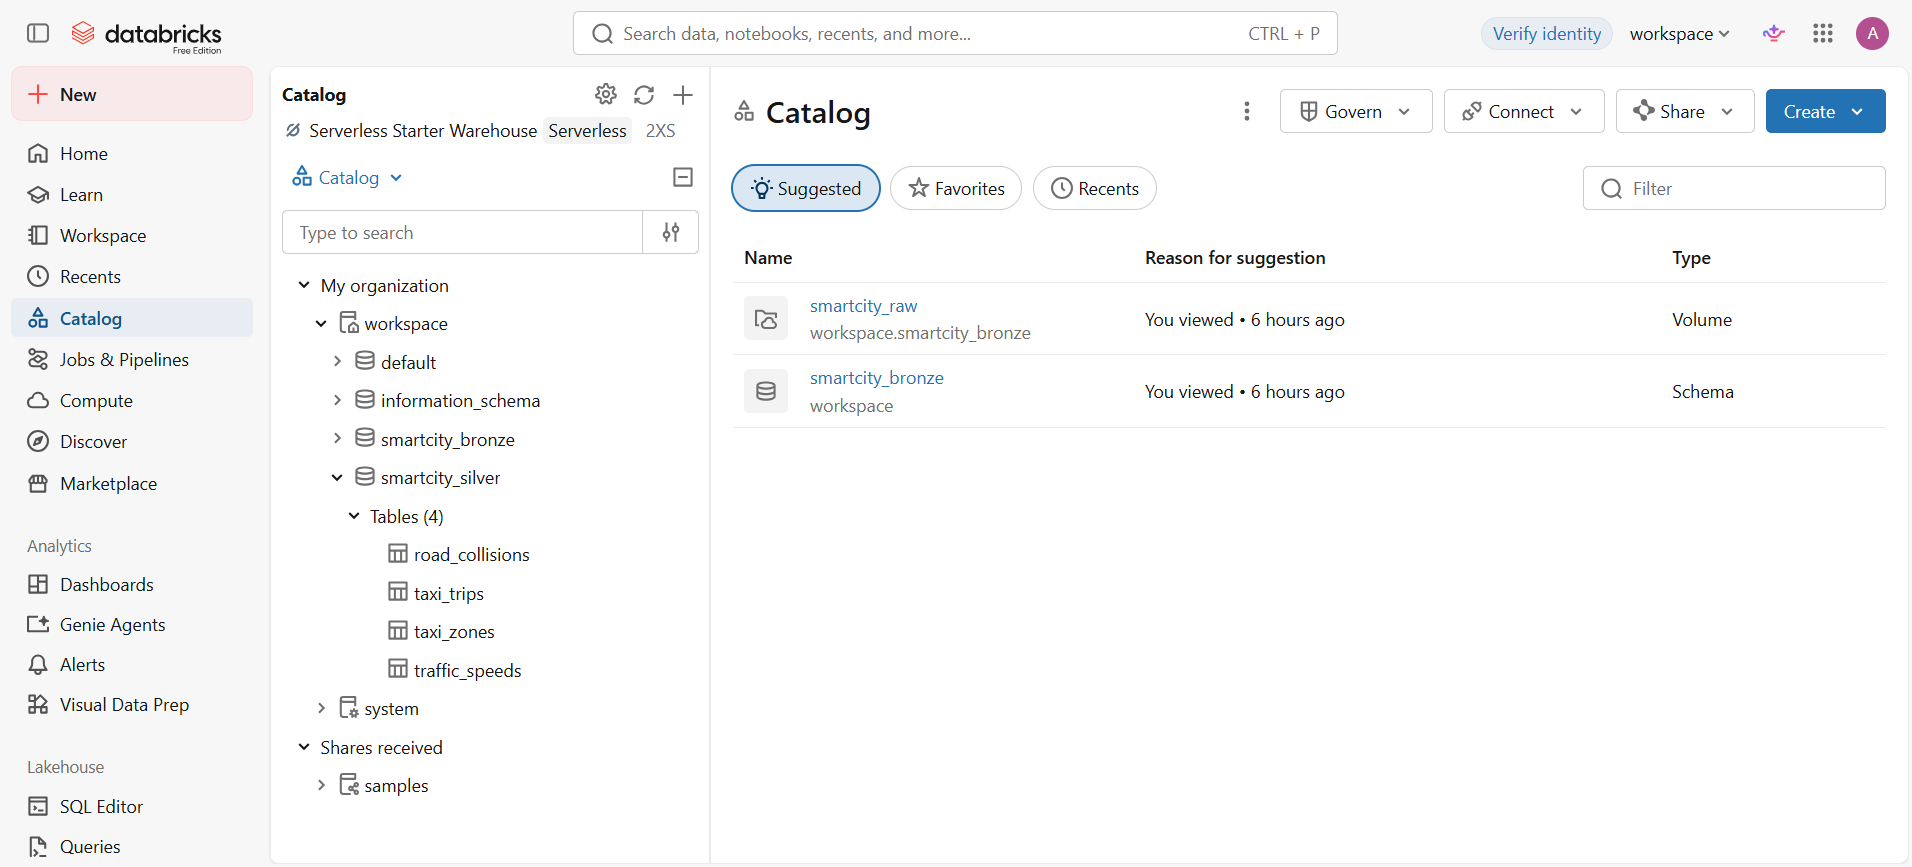 databricks
Free Edition
Search data, notebooks, recents, and more...
CTRL + P
Verify identity
workspace
A
New
Home
Learn
Workspace
Recents
Catalog
Jobs & Pipelines
Compute
Discover
Marketplace
Analytics
Dashboards
Genie Agents
Alerts
Visual Data Prep
Lakehouse
SQL Editor
Queries
Catalog
Serverless Starter Warehouse Serverless 2XS
Catalog
Type to search
My organization
workspace
default
information_schema
smartcity_bronze
smartcity_silver
Tables (4)
road_collisions
taxi_trips
taxi_zones
traffic_speeds
system
Shares received
samples
Catalog
Govern
Connect
Share
Create
Suggested
Favorites
Recents
Filter
Name Reason for suggestion Type
smartcity_raw
workspace.smartcity_bronze
You viewed • 6 hours ago
Volume
smartcity_bronze
workspace
You viewed • 6 hours ago
Schema